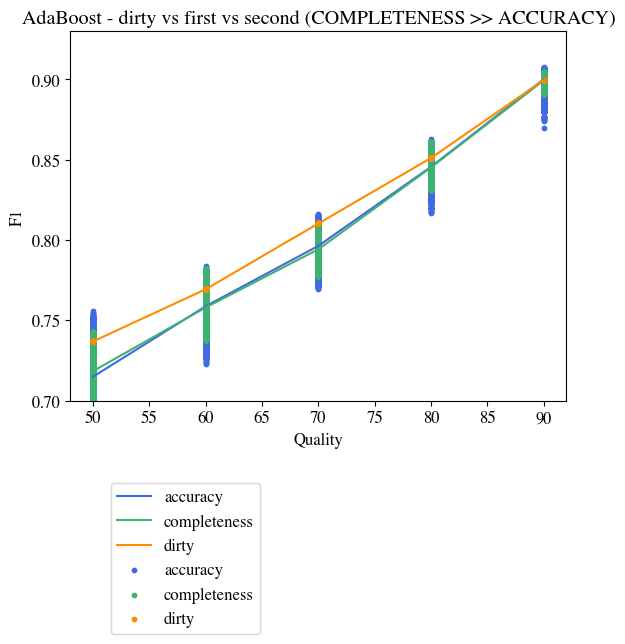 AdaBoost - dirty vs first vs second (COMPLETENESS >> ACCURACY)
0.90
0.85
0.80
0.75
0.70
F1
50 55 60 65 70 75 80 85 90
Quality
accuracy
completeness
dirty
accuracy
completeness
dirty